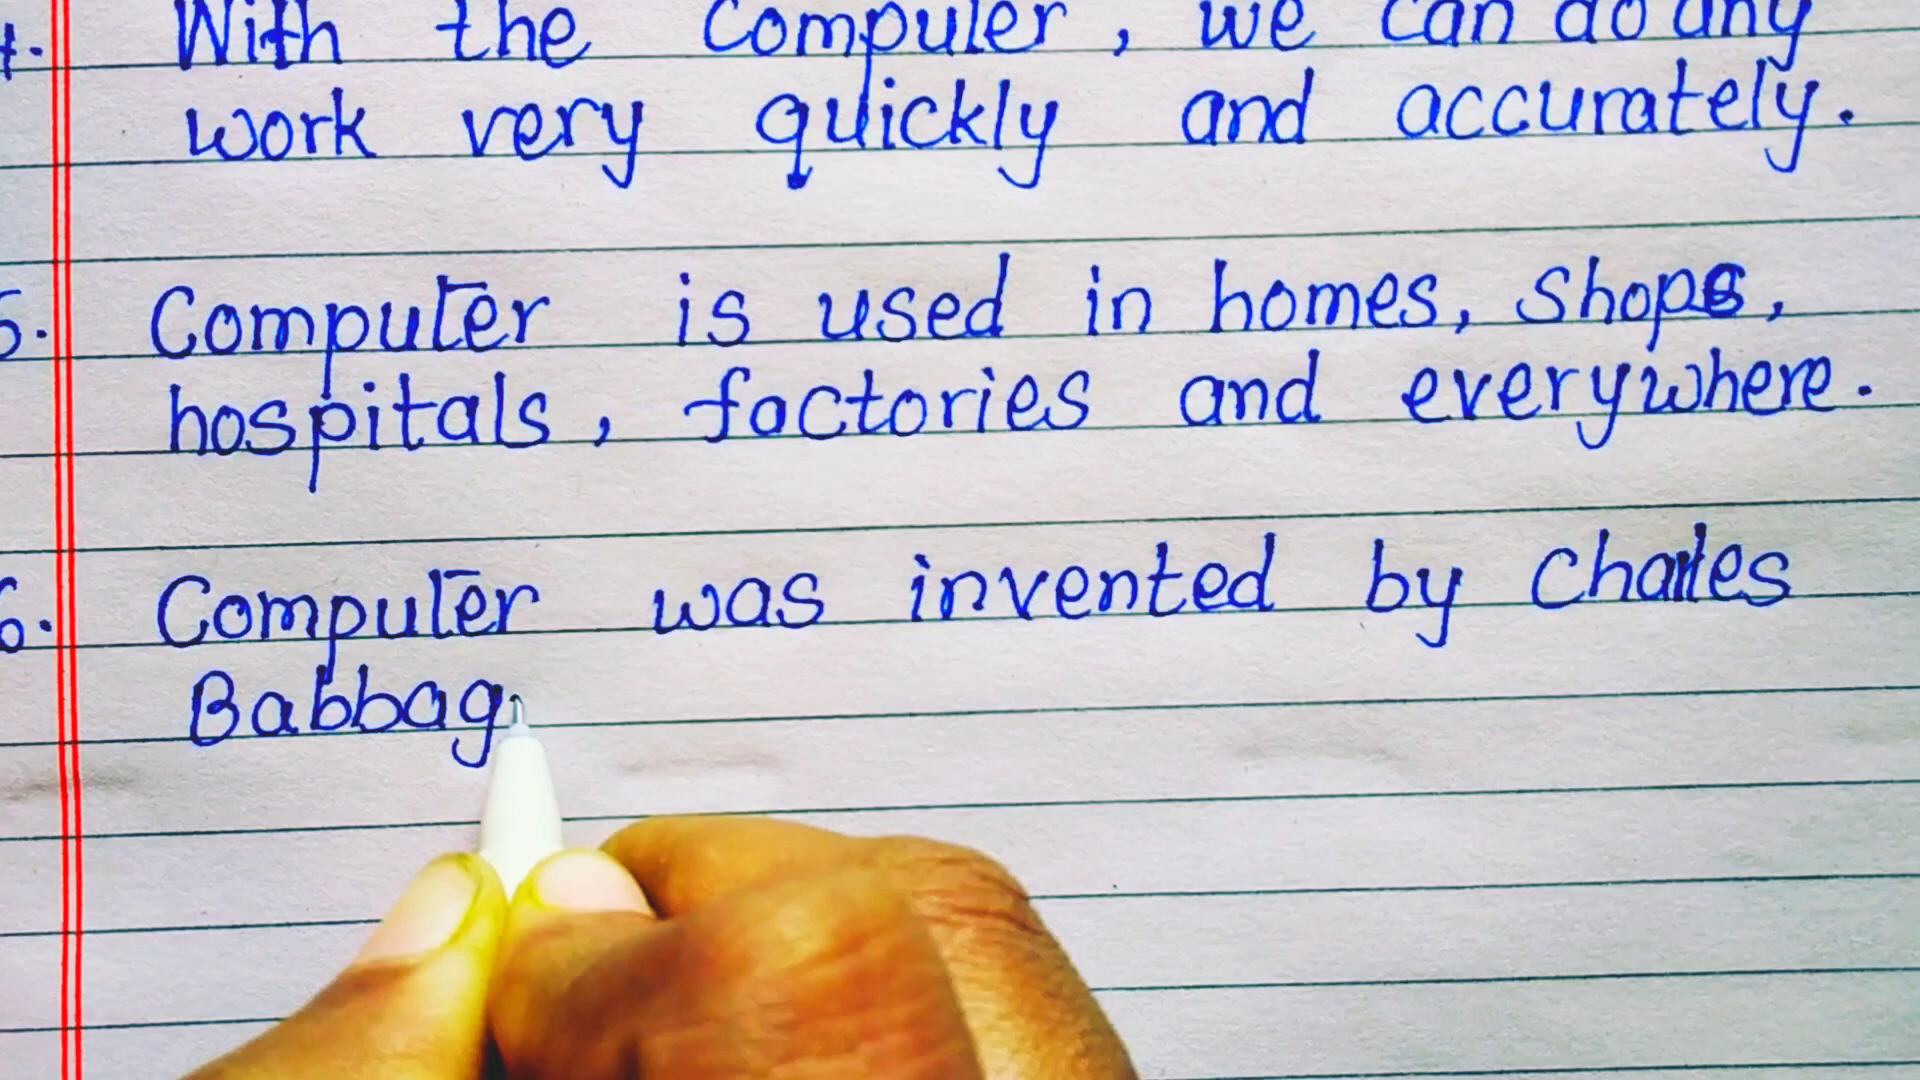 4. With the Computer, we can do any
work very quickly and accurately.
5. Computer is used in homes, shops,
hospitals, factories and everywhere.
6. Computer was invented by Charles
Babbag